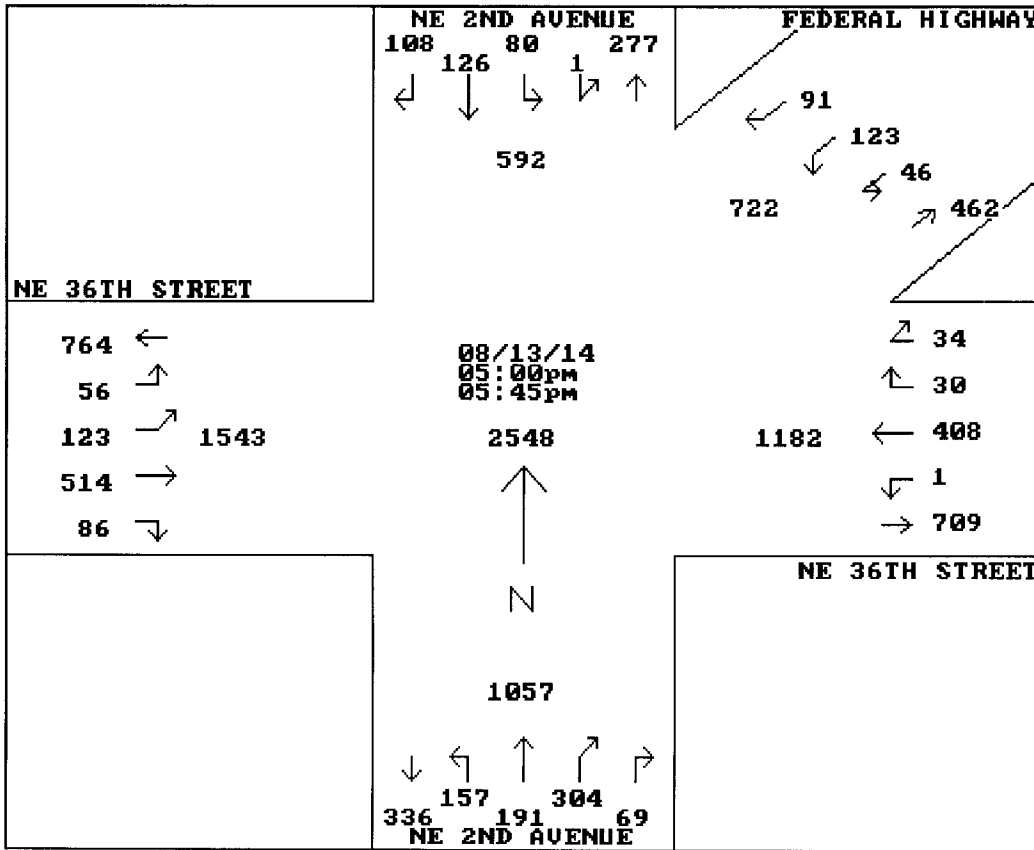 NE 2ND AVENUE
FEDERAL HIGHWAY
108 80 277
126 1
592
91
123
46
722 462
NE 36TH STREET
764
56
123 1543
514
86
08/13/14
05:00pm
05:45pm
2548
34
30
1182 408
1
709
NE 36TH STREET
N
1057
157 304
336 191 69
NE 2ND AVENUE